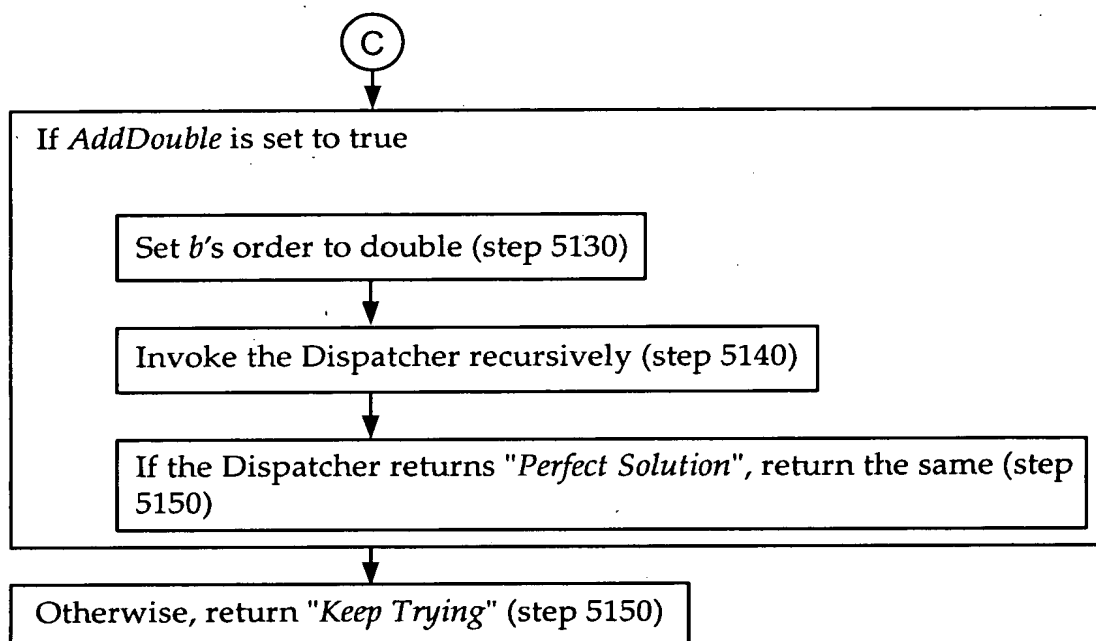 C
If AddDouble is set to true
Set b's order to double (step 5130)
Invoke the Dispatcher recursively (step 5140)
If the Dispatcher returns "Perfect Solution", return the same (step
5150)
Otherwise, return "Keep Trying" (step 5150)